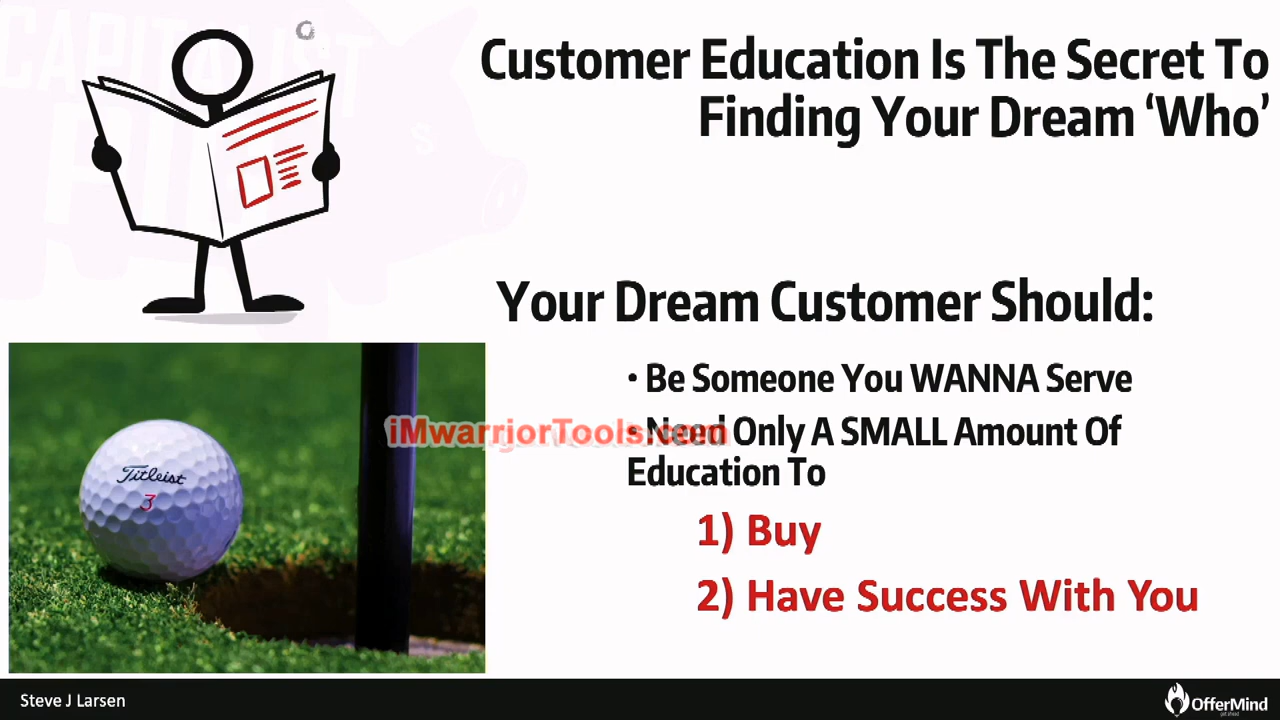 Customer Education Is The Secret To
Finding Your Dream ‘Who’
Your Dream Customer Should:
• Be Someone You WANNA Serve
• Need Only A SMALL Amount Of
Education To
1) Buy
2) Have Success With You
iMwarriorTools.com
Titleist
3
Steve J Larsen
OfferMind